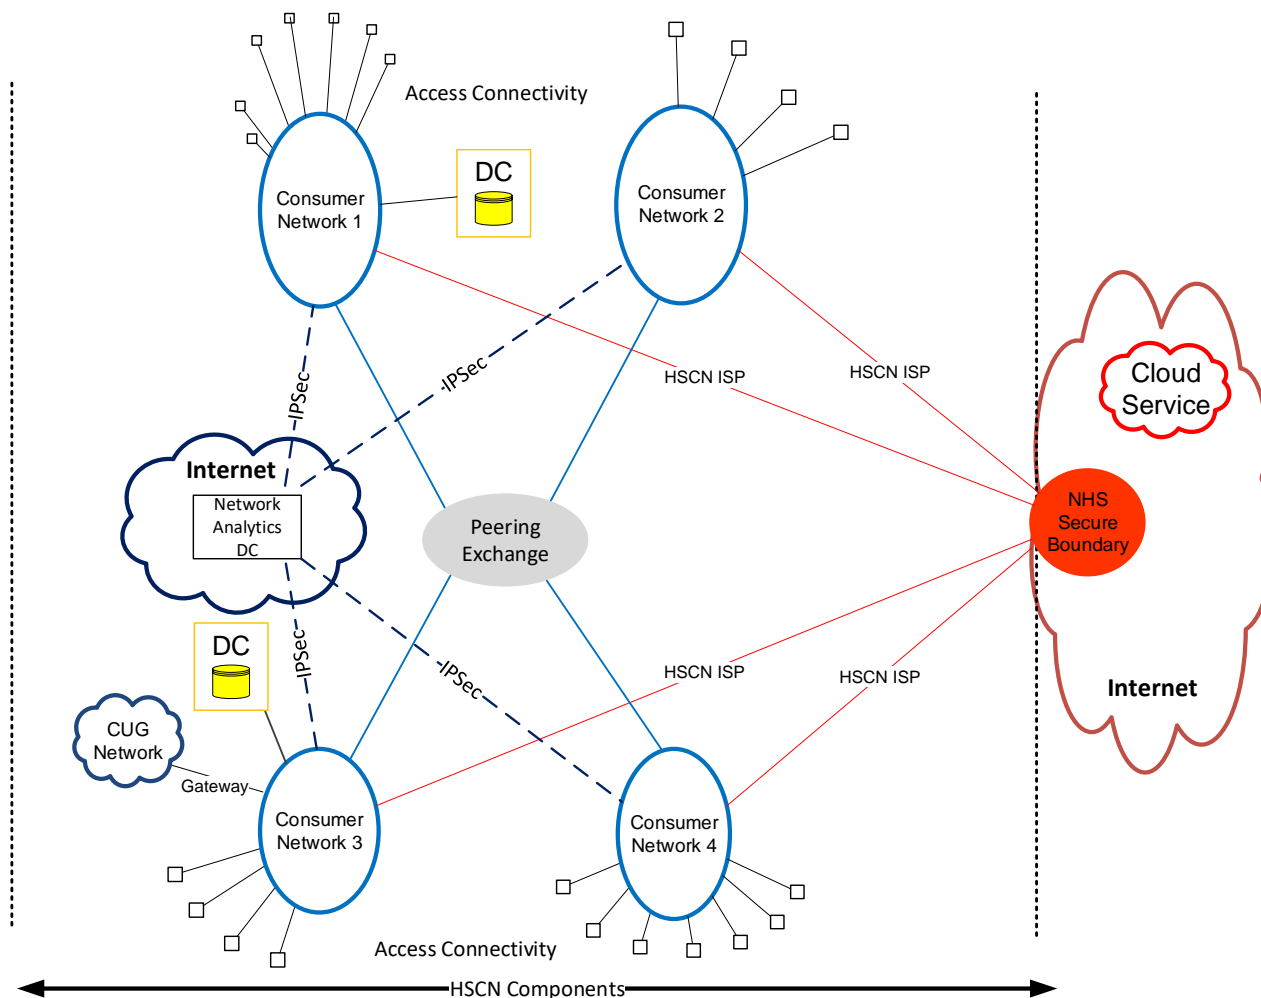 Access Connectivity
DC
Consumer
Network 1
Consumer
Network 2
HSCN ISP
HSCN ISP
IPSec
IPSec
Cloud
Service
Internet
Network
Analytics
DC
Peering
Exchange
NHS
Secure
Boundary
DC
IPSec
IPSec
HSCN ISP
HSCN ISP
Internet
CUG
Network
Gateway
Consumer
Network 3
Consumer
Network 4
Access Connectivity
HSCN Components